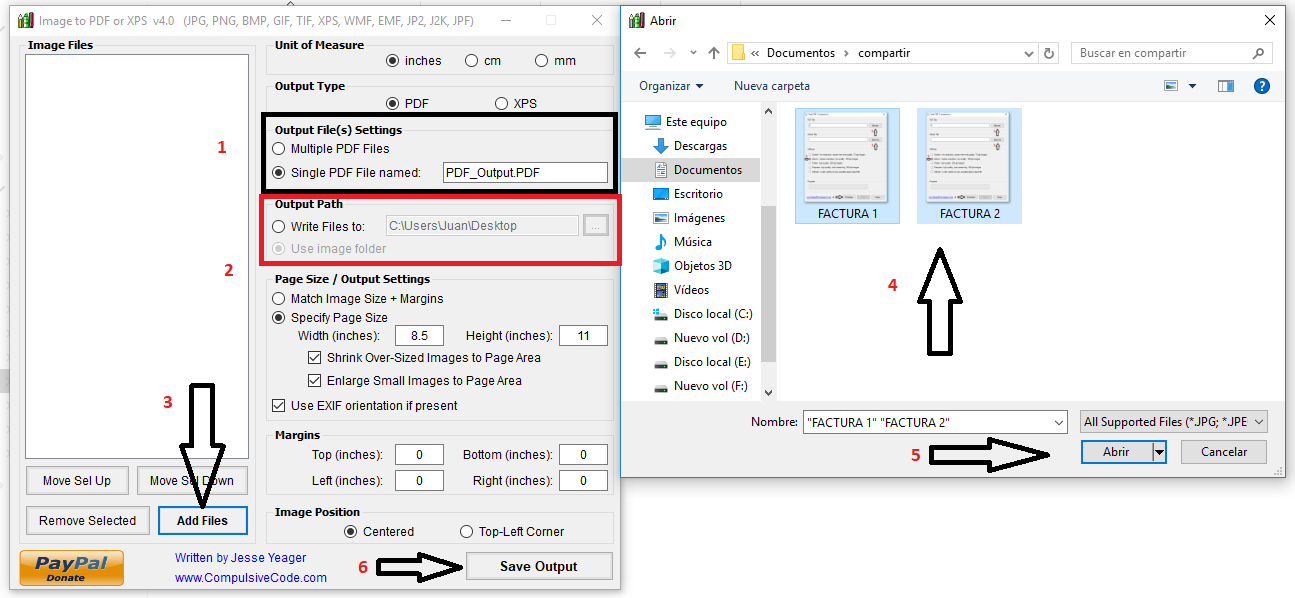 Image to PDF or XPS v4.0 (JPG, PNG, BMP, GIF, TIF, XPS, WMF, EMF, JP2, J2K, JPF)
Image Files
Move Sel Up
Move Sel Down
Remove Selected
Add Files
PayPal
Donate
Written by Jesse Yeager
www.CompulsiveCode.com
Unit of Measure
inches
cm
mm
Output Type
PDF
XPS
1
Output File(s) Settings
Multiple PDF Files
Single PDF File named:
PDF_Output.PDF
2
Output Path
Write Files to:
C:\Users\Juan\Desktop
...
Use image folder
Page Size / Output Settings
Match Image Size + Margins
Specify Page Size
Width (inches):
8.5
Height (inches):
11
Shrink Over-Sized Images to Page Area
Enlarge Small Images to Page Area
Use EXIF orientation if present
3
Margins
Top (inches):
0
Bottom (inches):
0
Left (inches):
0
Right (inches):
0
Image Position
Centered
Top-Left Corner
6
Save Output
Abrir
« Documentos › compartir
Buscar en compartir
Organizar
Nueva carpeta
?
Este equipo
Descargas
Documentos
Escritorio
Imágenes
Música
Objetos 3D
Vídeos
Disco local (C:)
Nuevo vol (D:)
Disco local (E:)
Nuevo vol (F:)
FACTURA 1
FACTURA 2
4
Nombre:
"FACTURA 1" "FACTURA 2"
All Supported Files (*.JPG; *.JPE
5
Abrir
Cancelar